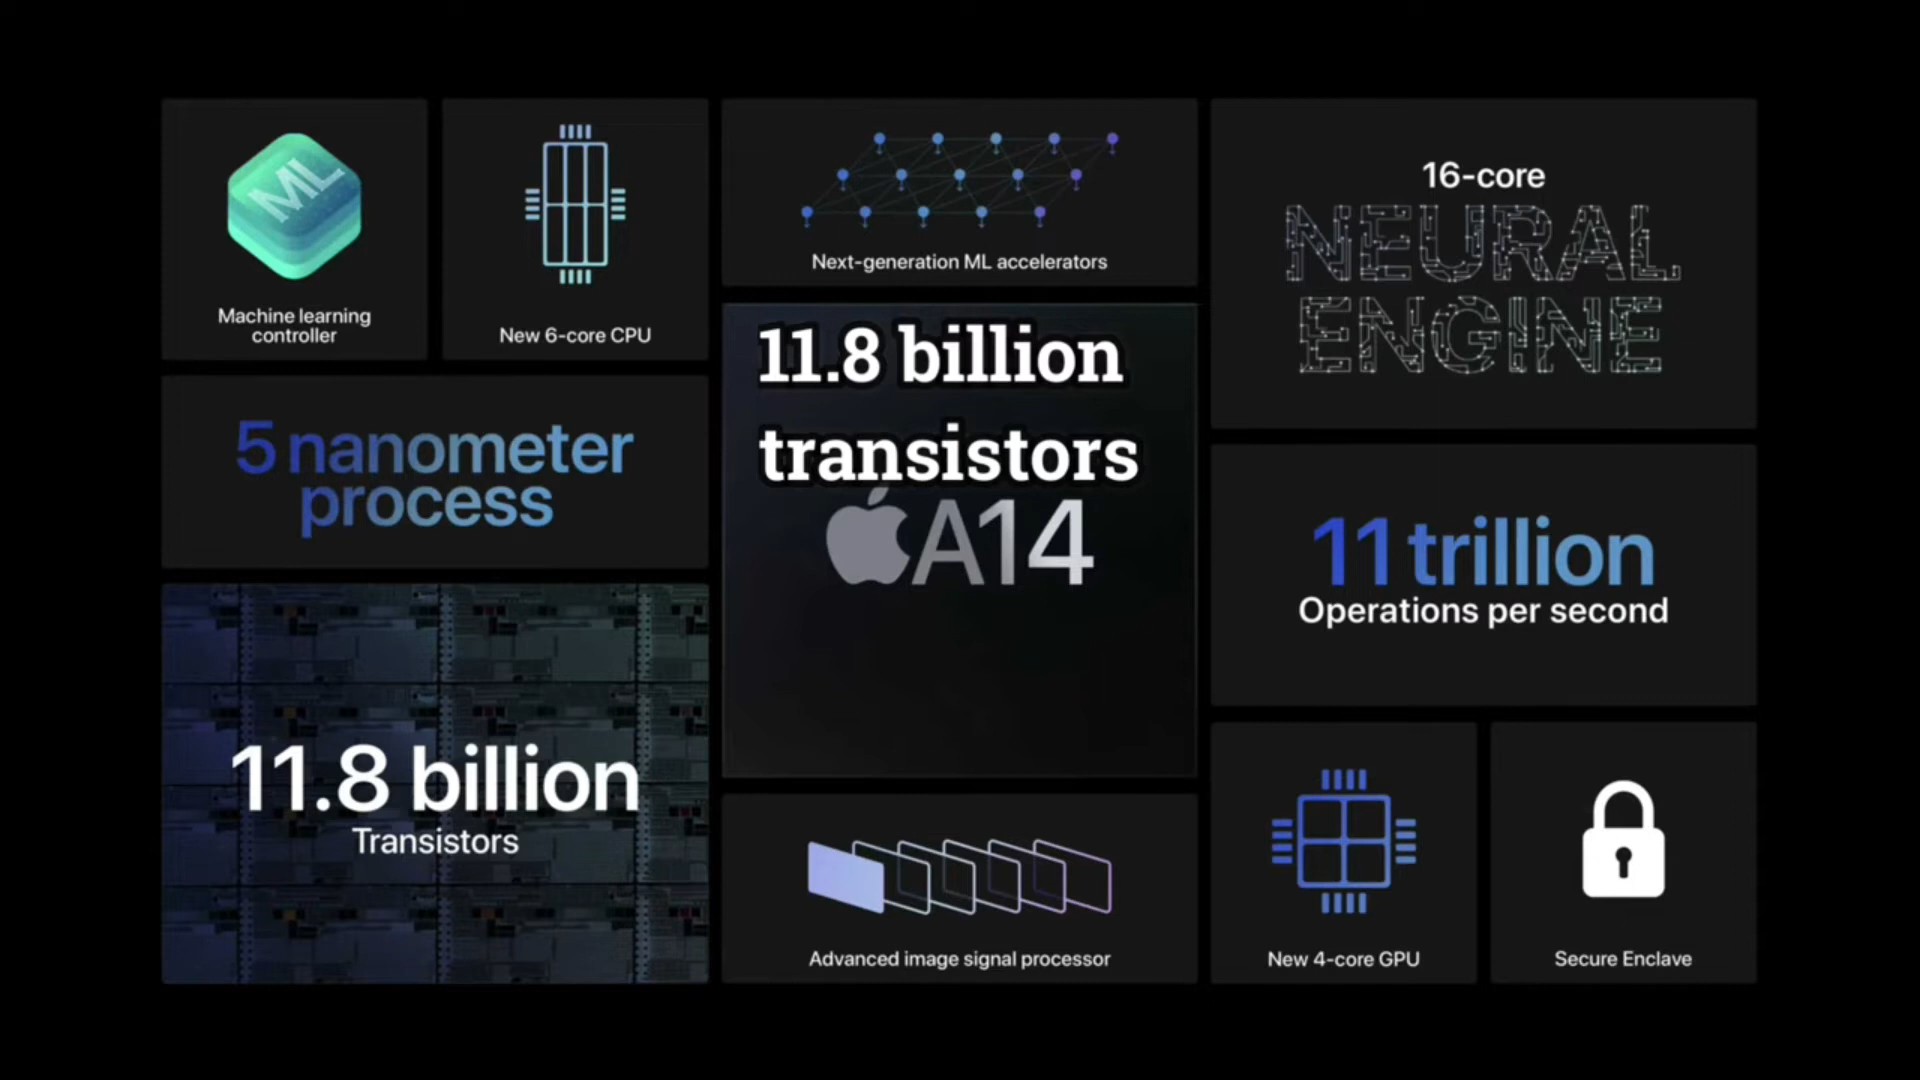 ML
Machine learning
controller
New 6-core CPU
Next-generation ML accelerators
16-core
NEURAL
ENGINE
5 nanometer
process
11.8 billion
transistors
A14
11 trillion
Operations per second
11.8 billion
Transistors
Advanced image signal processor
New 4-core GPU
Secure Enclave